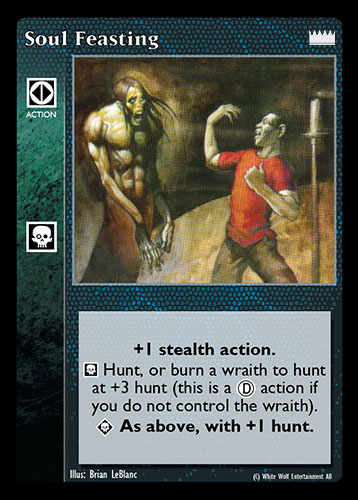 Soul Feasting
ACTION
+1 stealth action.
Hunt, or burn a wraith to hunt
at +3 hunt (this is a D action if
you do not control the wraith).
As above, with +1 hunt.
Illus: Brian LeBlanc
(C) White Wolf Entertainment AB